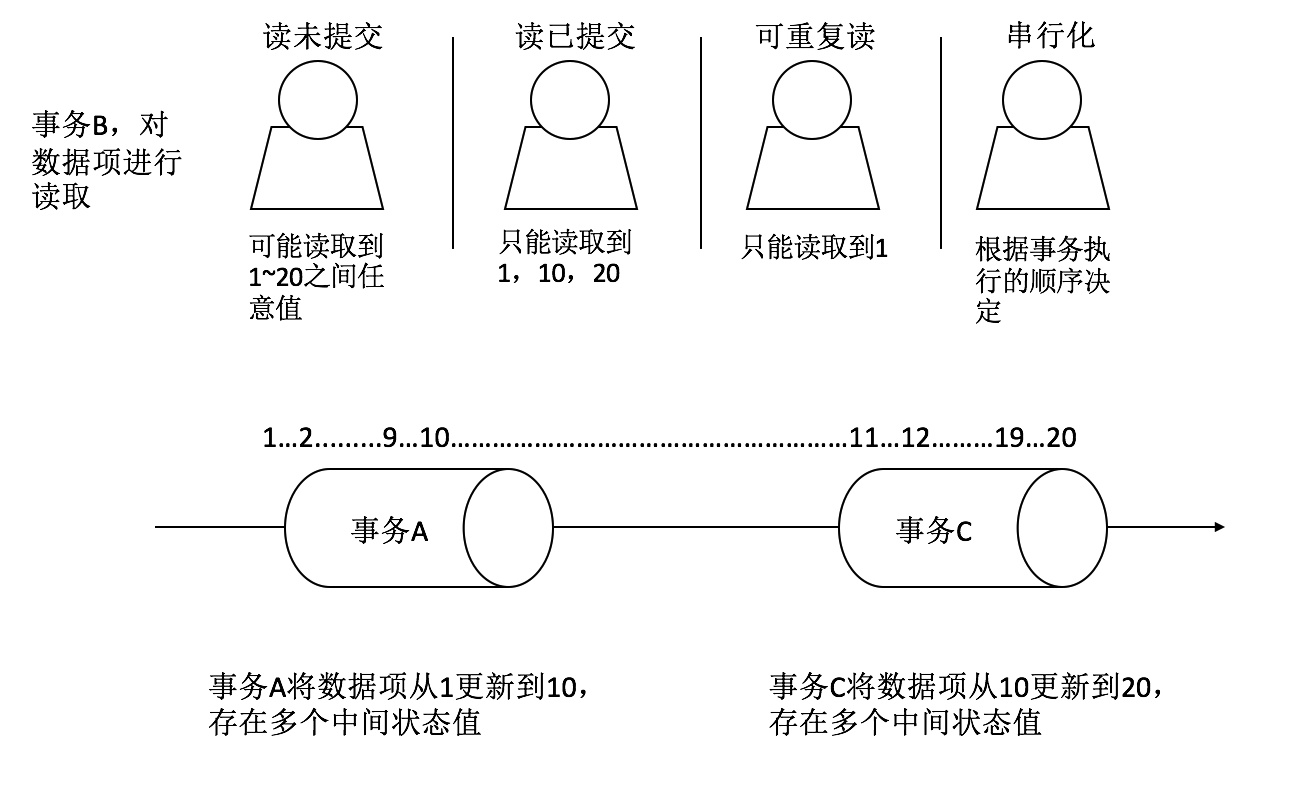 读未提交
读已提交
可重复读
串行化
事务B，对
数据项进行
读取
可能读取到
1~20之间任
意值
只能读取到
1，10，20
只能读取到1
根据事务执
行的顺序决
定
1…2………9…10……………………………………………………11…12………19…20
事务A
事务C
事务A将数据项从1更新到10，
存在多个中间状态值
事务C将数据项从10更新到20，
存在多个中间状态值